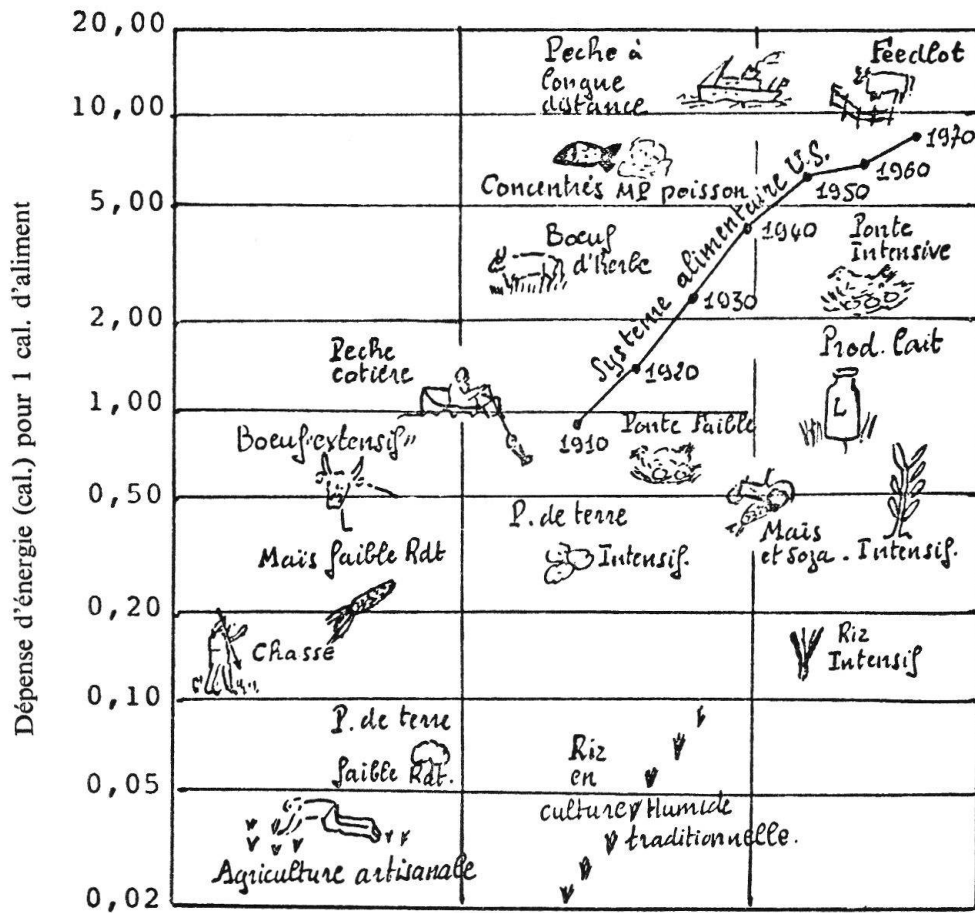 Dépense d'énergie (cal.) pour 1 cal. d'aliment
20,00
10,00
5,00
2,00
1,00
0,50
0,20
0,10
0,05
0,02
Peche à
longue
distance
Feedlot
Concentrés MP poisson
Système alimentaire U.S.
1910
1920
1930
1940
1950
1960
1970
Boeuf
d'herbe
Ponte
Intensive
Peche
cotière
Prod. lait
L
Boeuf "extensif"
Ponte faible
P. de terre
Intensif.
Maïs
et Soza. Intensif.
Maïs faible Rdt
Chasse
Riz
Intensif
P. de terre
faible Rdt.
Riz
en
culture Humide
traditionnelle.
Agriculture artisanale